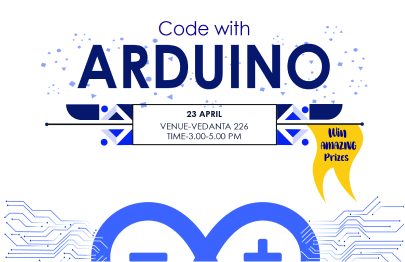 Code with
ARDUINO
23 APRIL
VENUE-VEDANTA 226
TIME-3.00-5.00 PM
Win
AMAZING
Prizes